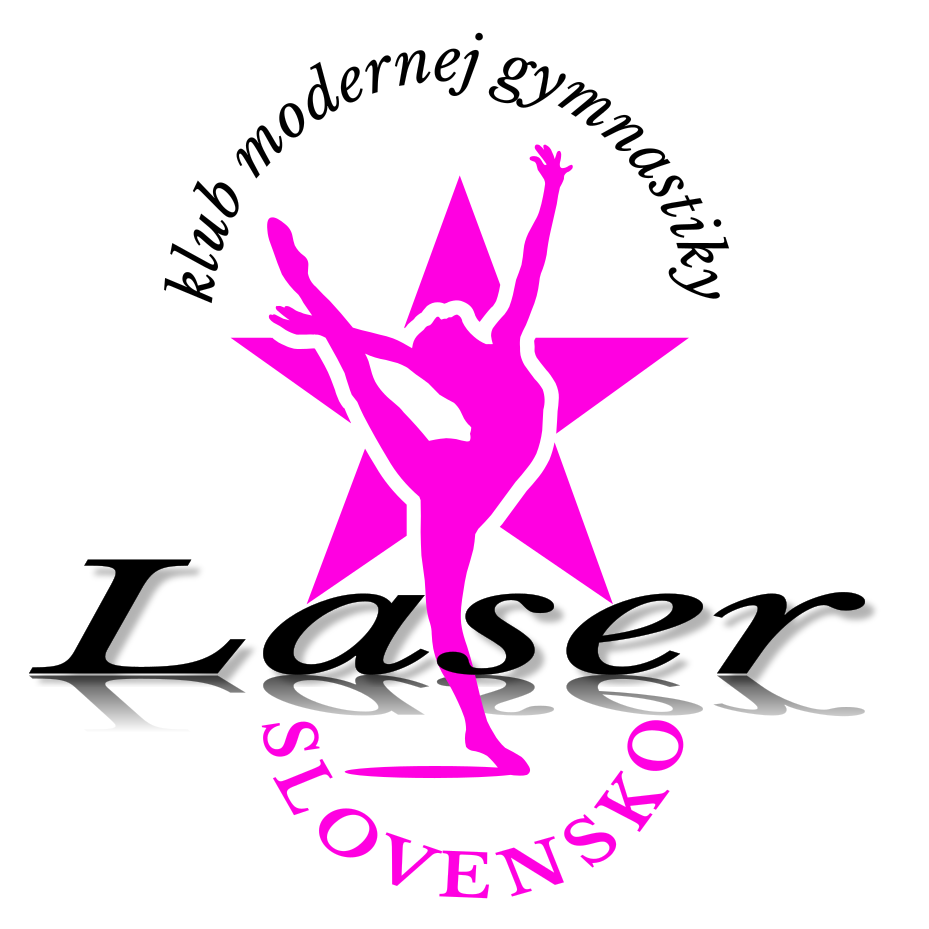 klub modernej gymnastiky
Laser
SLOVENSKO